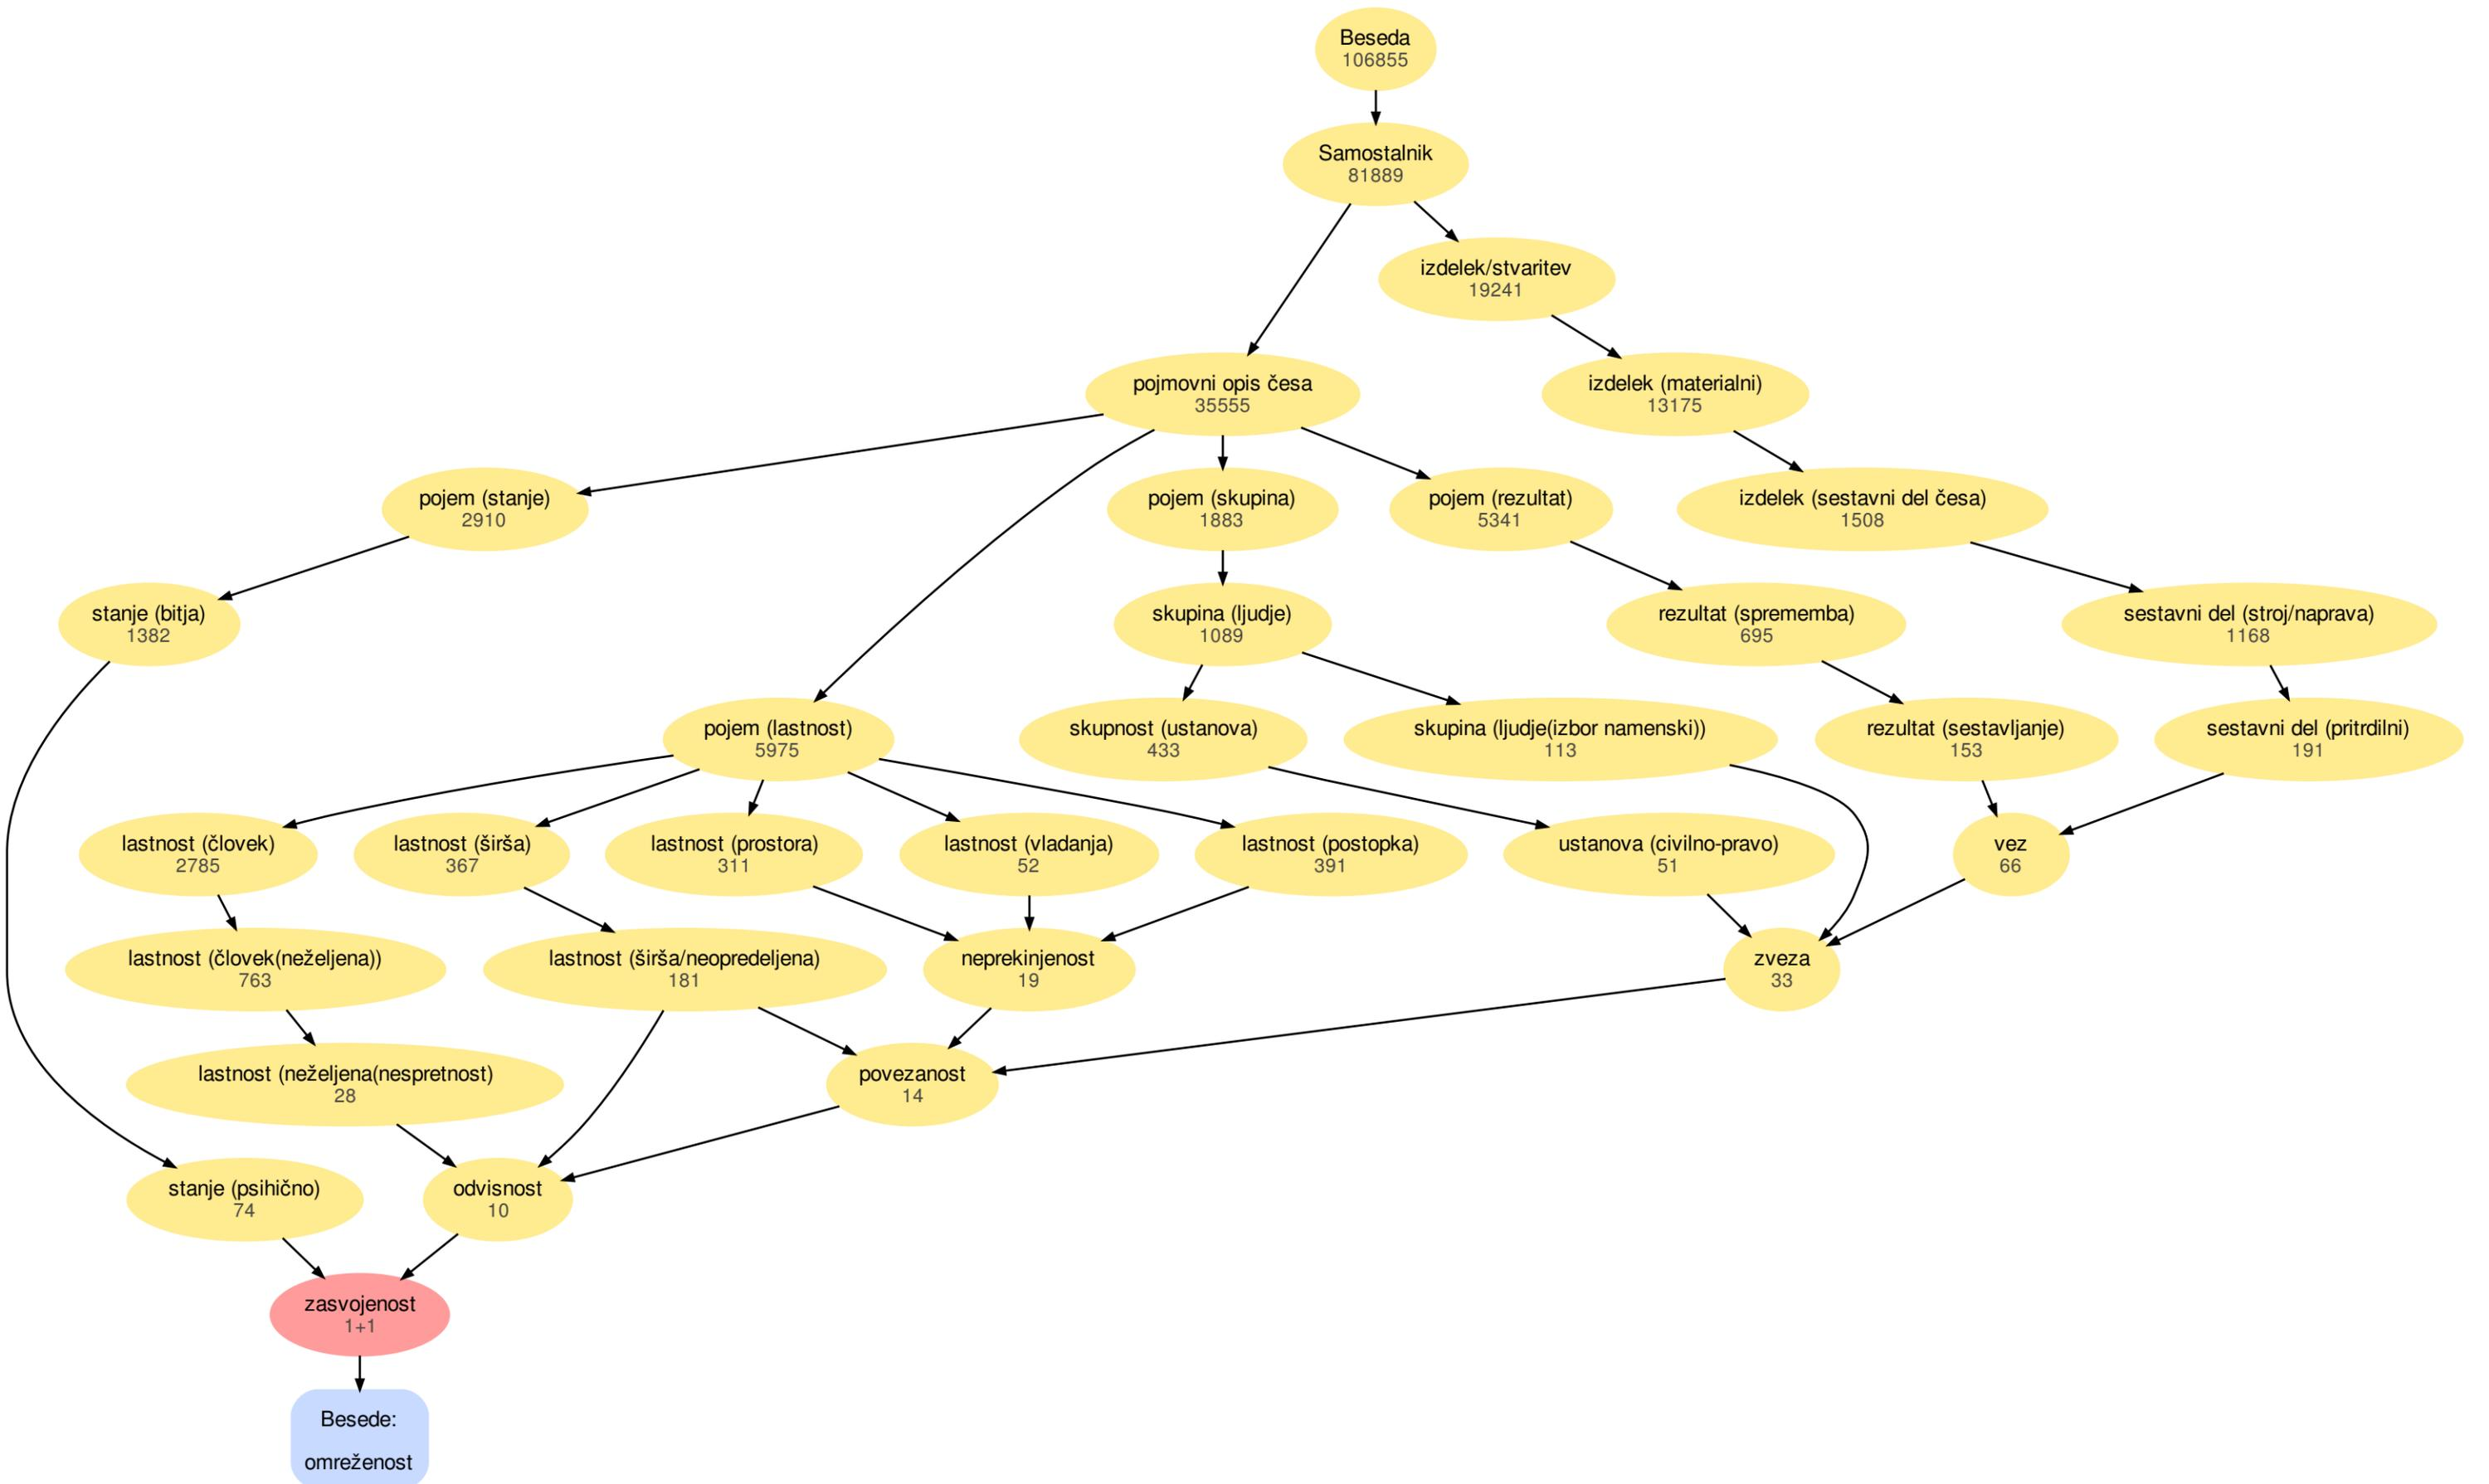 Beseda
106855
Samostalnik
81889
izdelek/stvaritev
19241
pojmovni opis česa
35555
izdelek (materialni)
13175
pojem (stanje)
2910
pojem (skupina)
1883
pojem (rezultat)
5341
izdelek (sestavni del česa)
1508
stanje (bitja)
1382
skupina (ljudje)
1089
rezultat (sprememba)
695
sestavni del (stroj/naprava)
1168
pojem (lastnost)
5975
skupnost (ustanova)
433
skupina (ljudje(izbor namenski))
113
rezultat (sestavljanje)
153
sestavni del (pritrdilni)
191
lastnost (človek)
2785
lastnost (širša)
367
lastnost (prostora)
311
lastnost (vladanja)
52
lastnost (postopka)
391
ustanova (civilno-pravo)
51
vez
66
lastnost (človek(neželjena))
763
lastnost (širša/neopredeljena)
181
neprekinjenost
19
zveza
33
lastnost (neželjena(nespretnost)
28
povezanost
14
stanje (psihično)
74
odvisnost
10
zasvojenost
1+1
Besede:
omreženost